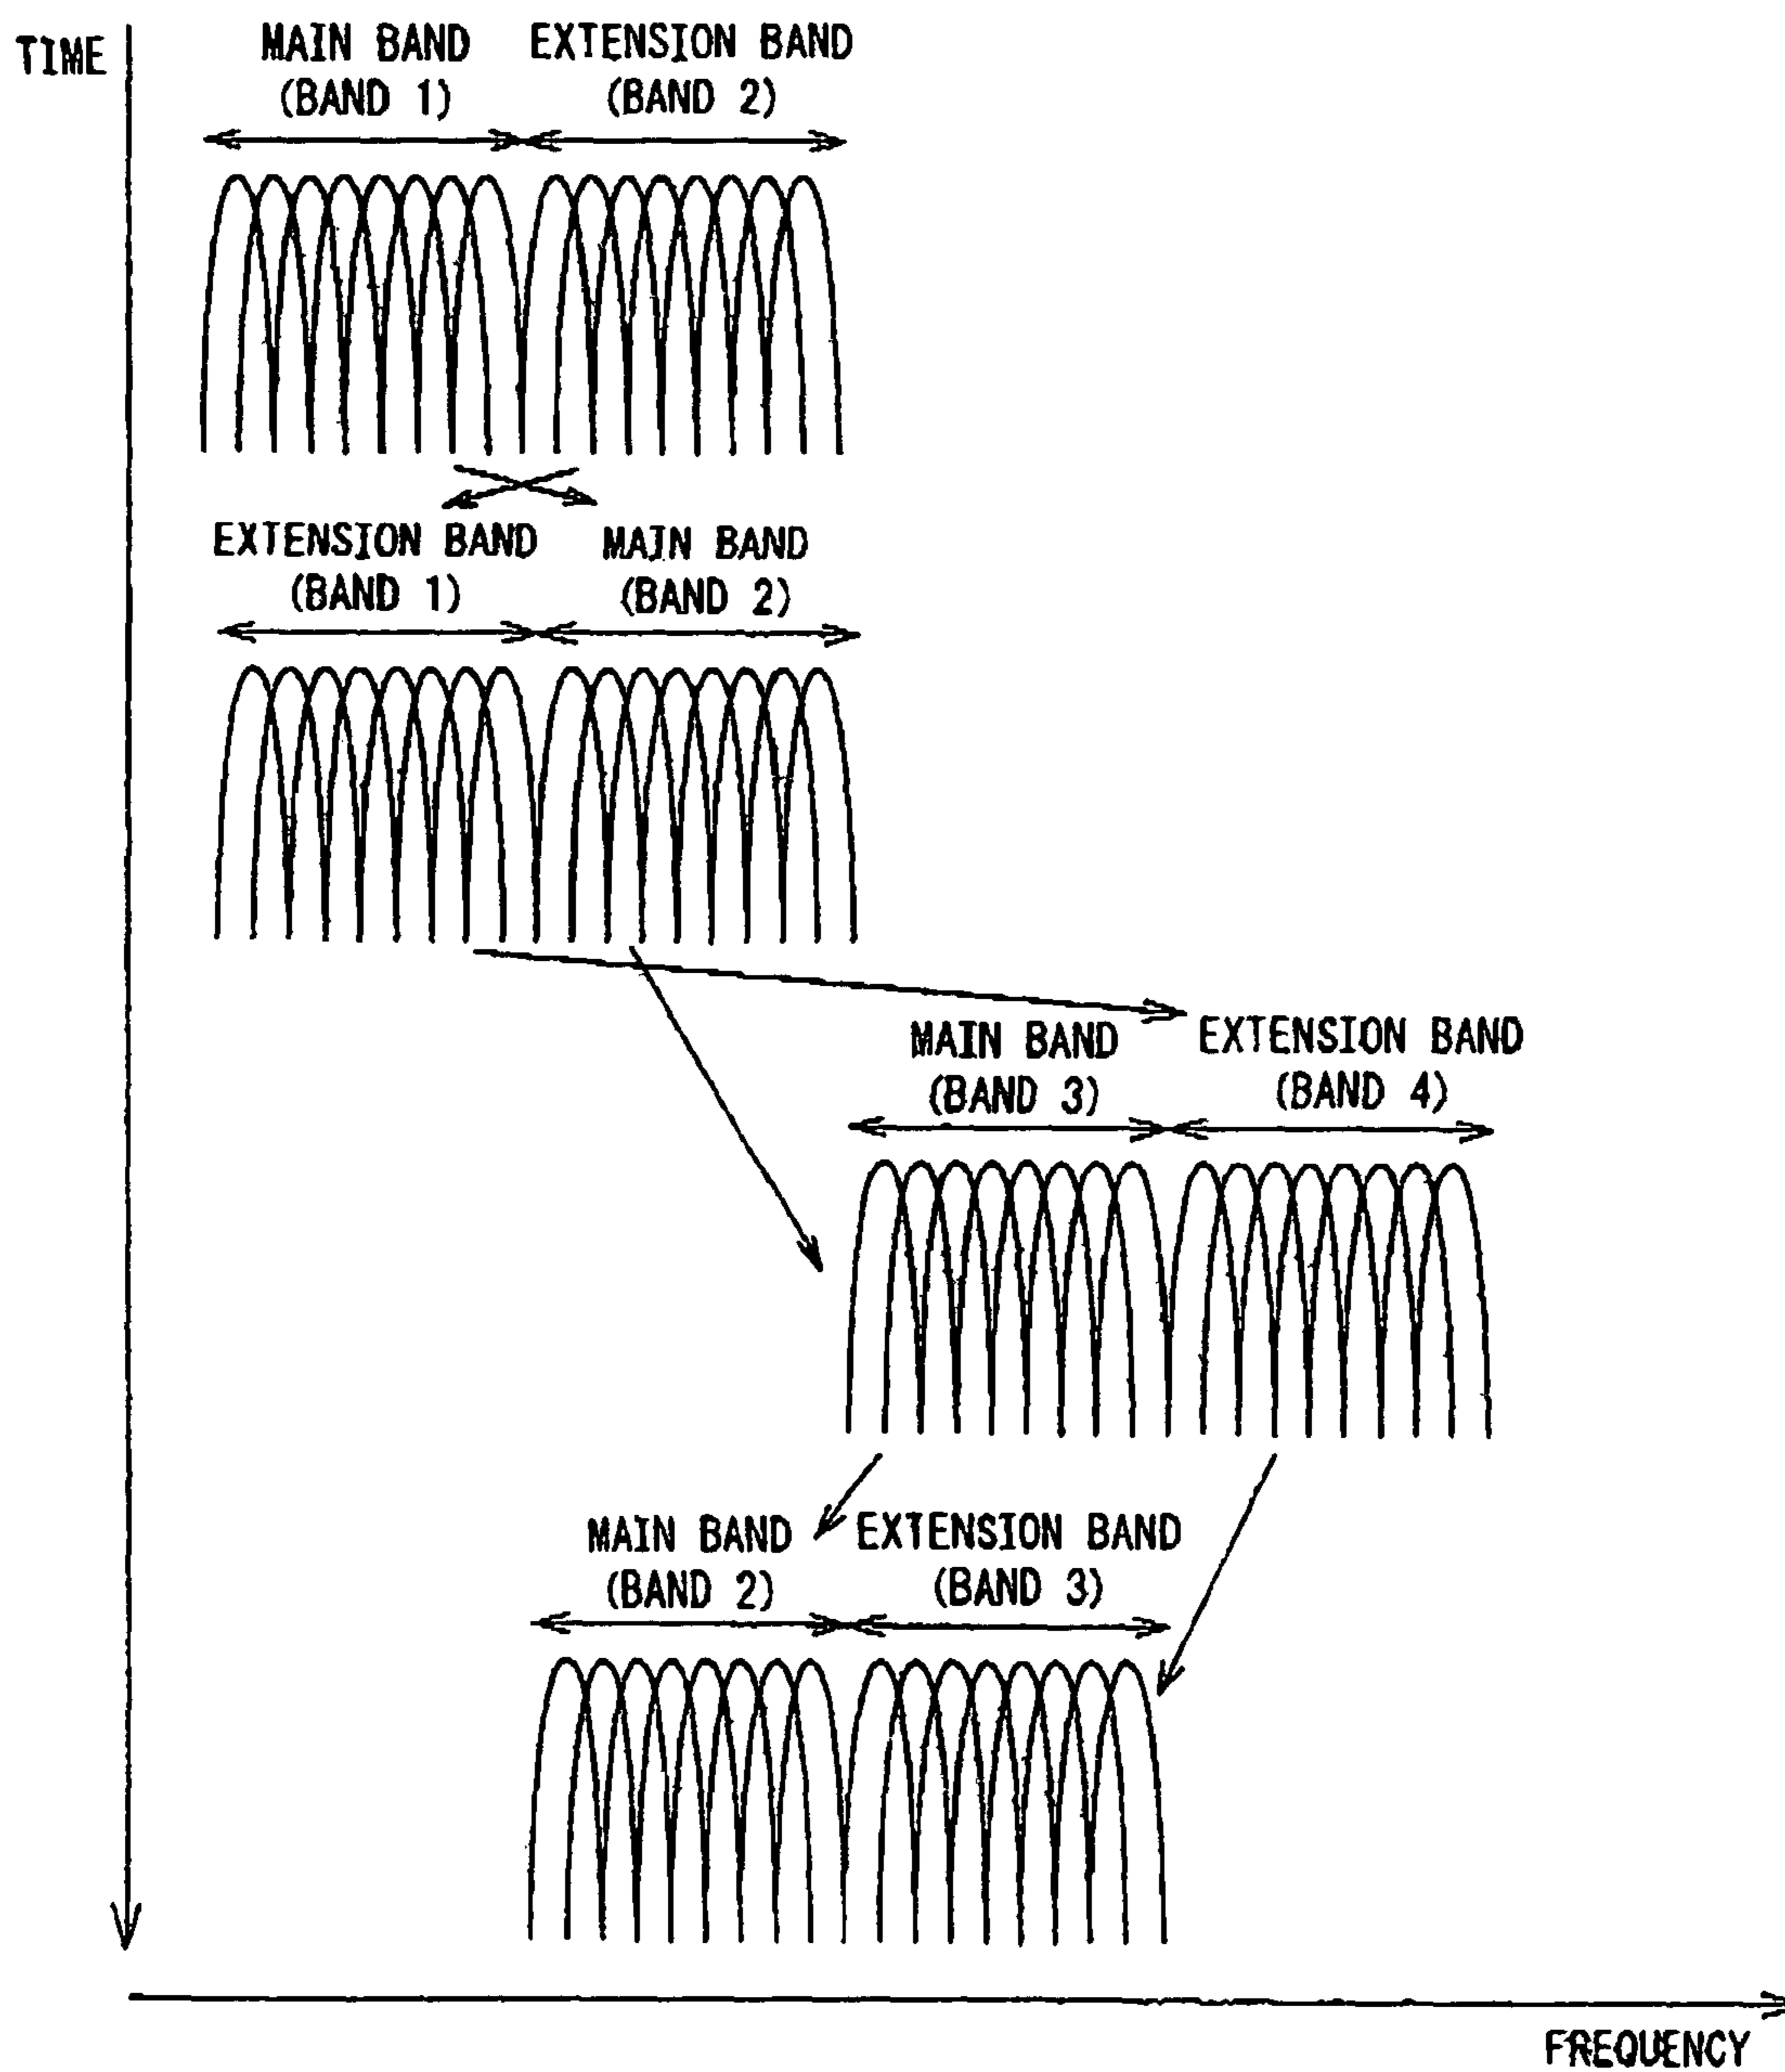 TIME
MAIN BAND
(BAND 1)
EXTENSION BAND
(BAND 2)
EXTENSION BAND
(BAND 1)
MAIN BAND
(BAND 2)
MAIN BAND
(BAND 3)
EXTENSION BAND
(BAND 4)
MAIN BAND
(BAND 2)
EXTENSION BAND
(BAND 3)
FREQUENCY